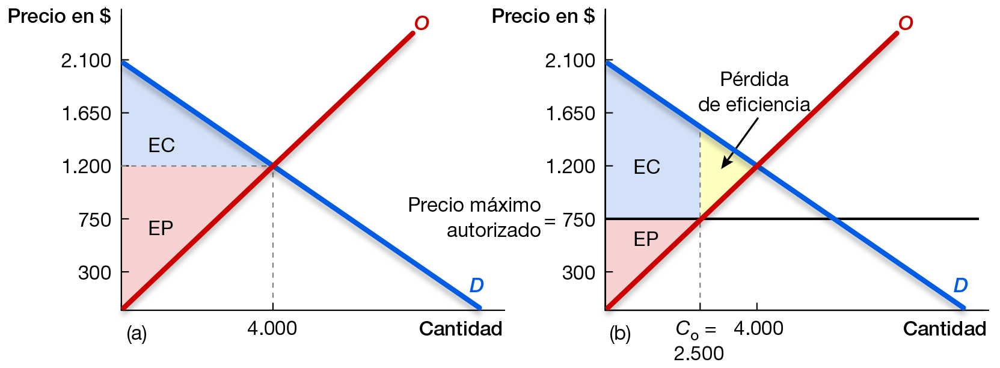 Precio en $
O
2.100
1.650
EC
1.200
750
EP
300
D
(a)
4.000
Cantidad
Precio en $
O
2.100
Pérdida
de eficiencia
1.650
1.200
EC
Precio máximo
autorizado = 750
EP
300
D
(b)
Co = 4.000
2.500
Cantidad